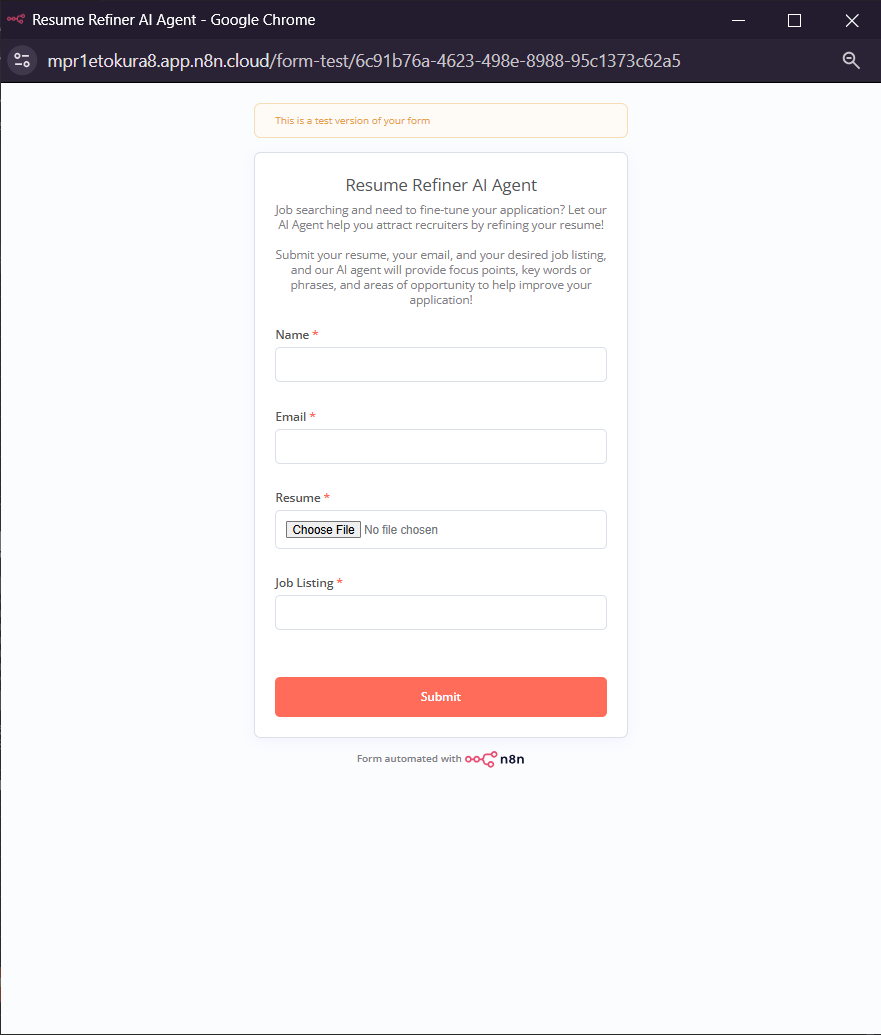 Resume Refiner AI Agent - Google Chrome
mpr1etokura8.app.n8n.cloud/form-test/6c91b76a-4623-498e-8988-95c1373c62a5
This is a test version of your form
Resume Refiner AI Agent
Job searching and need to fine-tune your application? Let our
AI Agent help you attract recruiters by refining your resume!
Submit your resume, your email, and your desired job listing,
and our AI agent will provide focus points, key words or
phrases, and areas of opportunity to help improve your
application!
Name *
Email *
Resume *
Choose File No file chosen
Job Listing *
Submit
Form automated with n8n